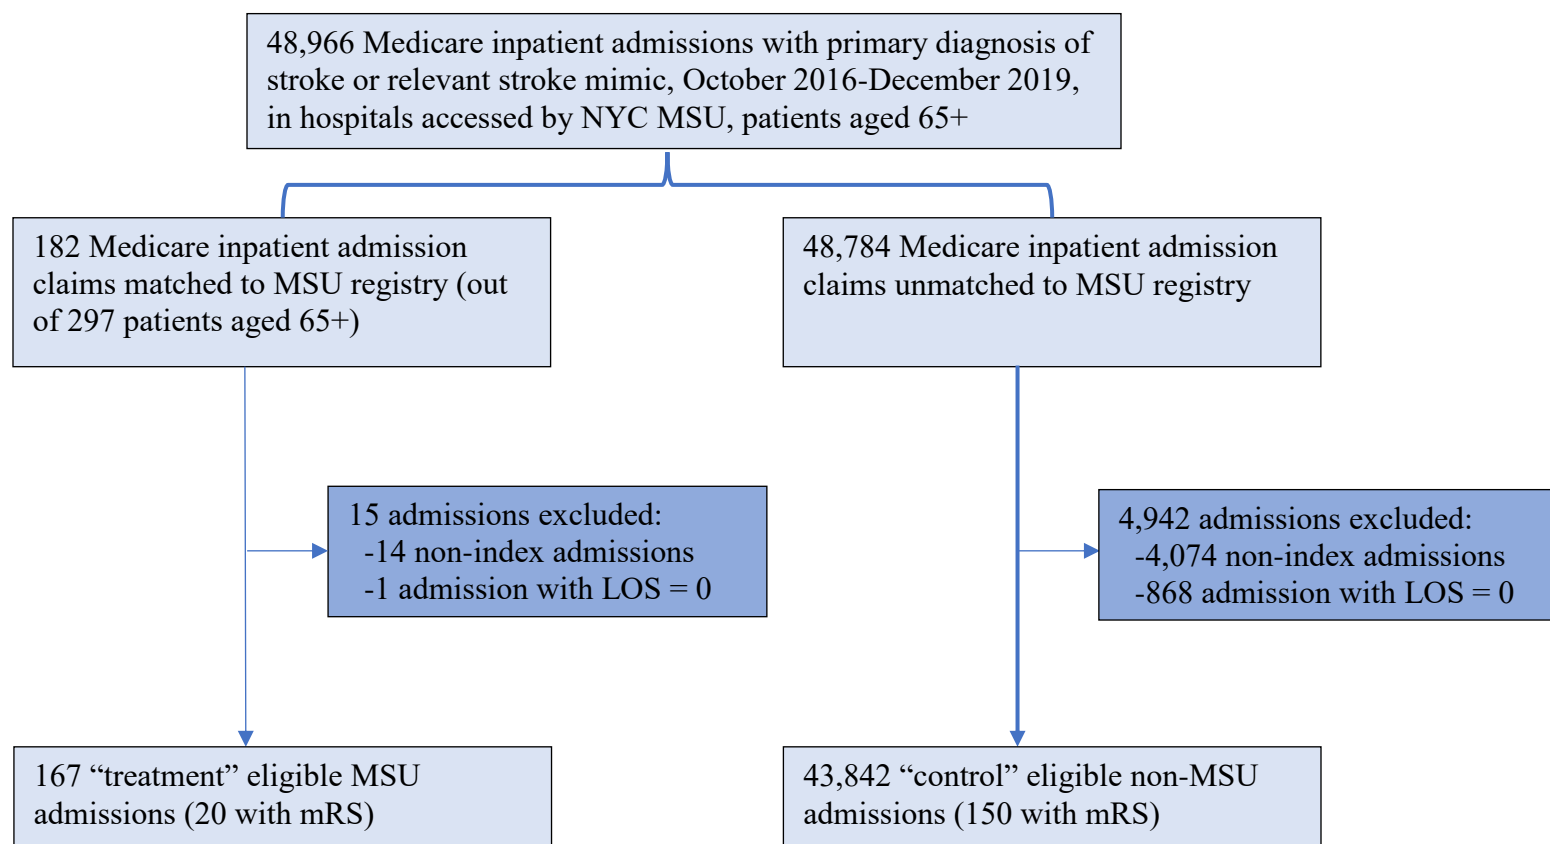 48,966 Medicare inpatient admissions with primary diagnosis of
stroke or relevant stroke mimic, October 2016-December 2019,
in hospitals accessed by NYC MSU, patients aged 65+
182 Medicare inpatient admission
claims matched to MSU registry (out
of 297 patients aged 65+)
48,784 Medicare inpatient admission
claims unmatched to MSU registry
15 admissions excluded:
-14 non-index admissions
-1 admission with LOS = 0
4,942 admissions excluded:
-4,074 non-index admissions
-868 admission with LOS = 0
167 “treatment” eligible MSU
admissions (20 with mRS)
43,842 “control” eligible non-MSU
admissions (150 with mRS)